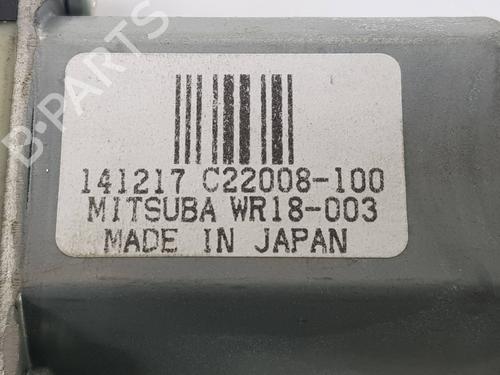 141217 C22008-100
MITSUBA WR18-003
MADE IN JAPAN
B-PARTS